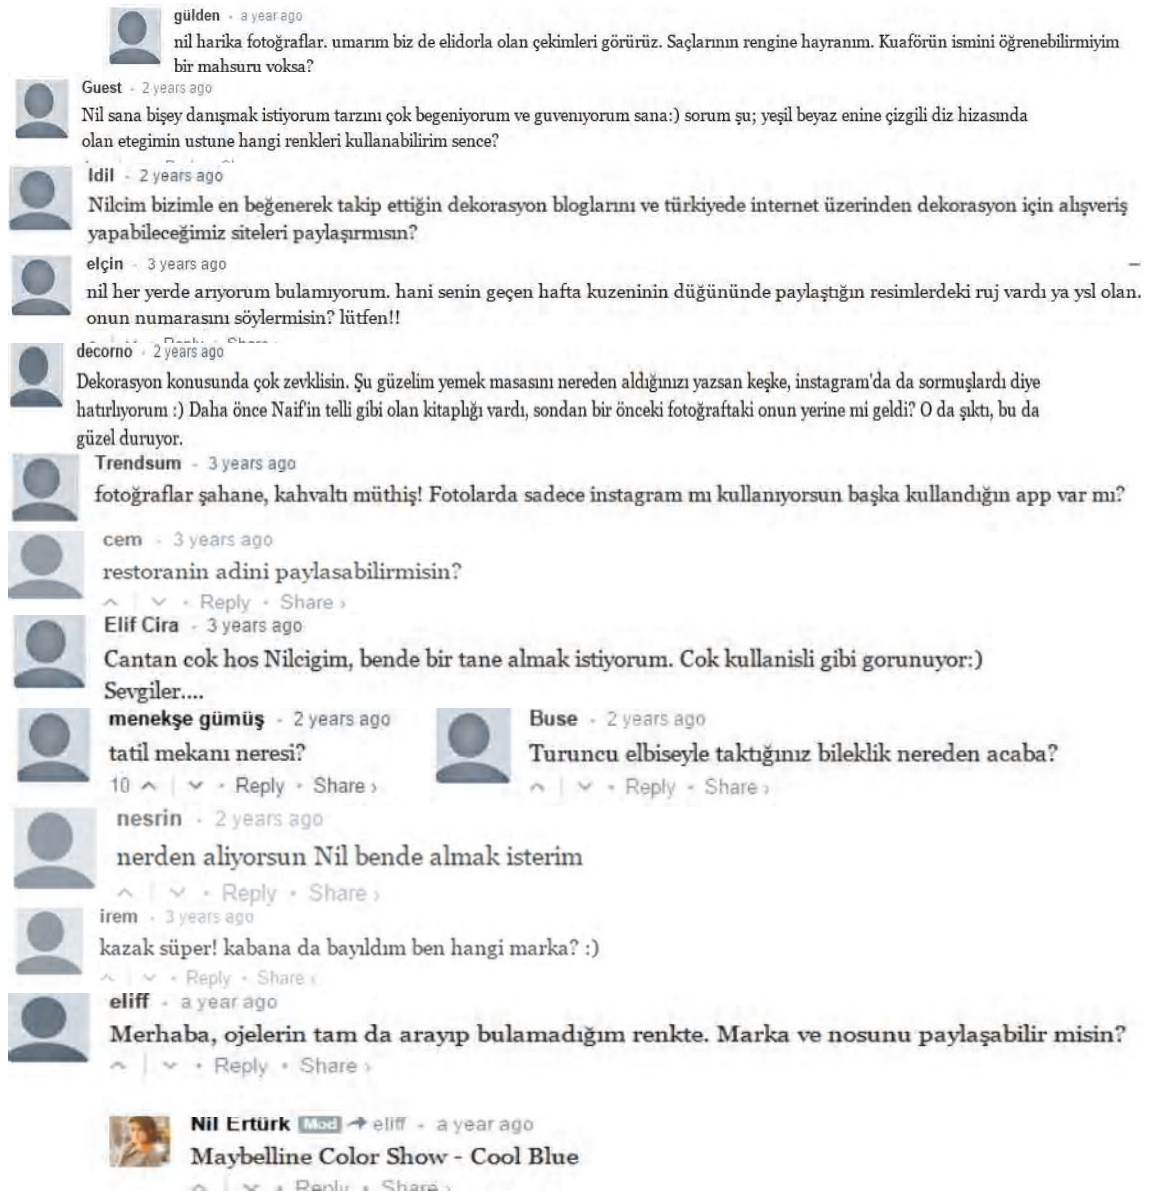 gülden · a year ago
nil harika fotoğraflar. umarım biz de elidorla olan çekimleri görürüz. Saçlarının rengine hayranım. Kuaförün ismini öğrenebilirmiyim
bir mahsuru voksa?
Guest · 2 years ago
Nil sana bişey danışmak istiyorum tarzını çok begeniyorum ve guvenıyorum sana:) sorum şu; yeşil beyaz enine çizgili diz hizasında
olan etegimin ustune hangi renkleri kullanabilirim sence?
Idil · 2 years ago
Nilcim bizimle en beğenerek takip ettiğin dekorasyon bloglarını ve türkiyede internet üzerinden dekorasyon için alışveriş
yapabileceğimiz siteleri paylaşırmısın?
elçin · 3 years ago –
nil her yerde arıyorum bulamıyorum. hani senin geçen hafta kuzeninin düğününde paylaştığın resimlerdeki ruj vardı ya ysl olan.
onun numarasını söylermisin? lütfen!!
Reply · Share ›
decorno · 2 years ago
Dekorasyon konusunda çok zevklisin. Şu güzelim yemek masasını nereden aldığınızı yazsan keşke, instagram'da da sormuşlardı diye
hatırlıyorum :) Daha önce Naif'in telli gibi olan kitaplığı vardı, sondan bir önceki fotoğraftaki onun yerine mi geldi? O da şıktı, bu da
güzel duruyor.
Trendsum · 3 years ago
fotoğraflar şahane, kahvaltı müthiş! Fotolarda sadece instagram mı kullanıyorsun başka kullandığın app var mı?
cem · 3 years ago
restoranin adini paylasabilirmisin?
Reply · Share ›
Elif Cira · 3 years ago
Cantan cok hos Nilcigim, bende bir tane almak istiyorum. Cok kullanisli gibi gorunuyor:)
Sevgiler....
menekşe gümüş · 2 years ago
tatil mekanı neresi?
10 Reply · Share ›
Buse · 2 years ago
Turuncu elbiseyle taktığınız bileklik nereden acaba?
Reply · Share ›
nesrin · 2 years ago
nerden aliyorsun Nil bende almak isterim
Reply · Share ›
irem · 3 years ago
kazak süper! kabana da bayıldım ben hangi marka? :)
Reply · Share ›
eliff · a year ago
Merhaba, ojelerin tam da arayıp bulamadığım renkte. Marka ve nosunu paylaşabilir misin?
Reply · Share ›
Nil Ertürk Mod eliff · a year ago
Maybelline Color Show - Cool Blue
Reply · Share ›